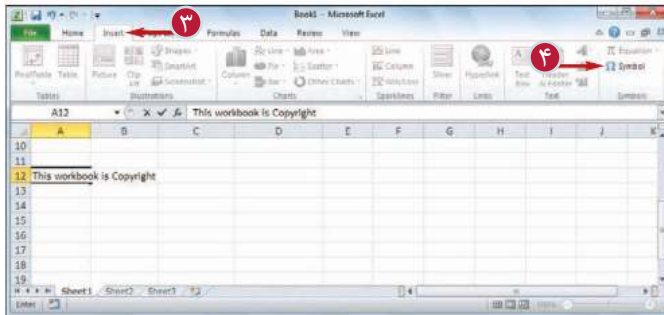 Book1 - Microsoft Excel
۳
File Home Insert Formulas Data Review View
۴
Shapes Line Area Line Equation
SmartArt Pie Scatter Column Symbol
PivotTable Table Picture Clip Art Screenshot Column Bar Other Charts Win/Loss Slicer Hyperlink Text Box Header & Footer
Tables Illustrations Charts Sparklines Filter Links Text Symbols
A12 fx This workbook is Copyright
A B C D E F G H I J K
10
11
12 This workbook is Copyright
13
14
15
16
17
18
19
Sheet1 Sheet2 Sheet3
Enter